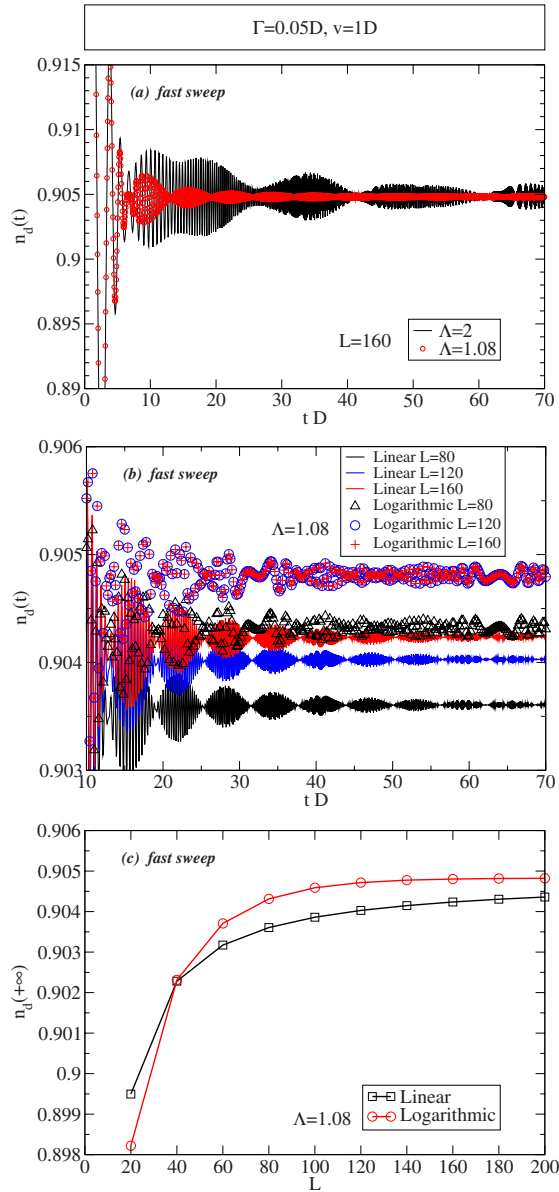 Γ=0.05D, v=1D
0.915
0.91
0.905
0.9
0.895
0.89
n_d(t)
(a) fast sweep
L=160
Λ=2
Λ=1.08
0 10 20 30 40 50 60 70
t D
0.906
0.905
0.904
0.903
n_d(t)
(b) fast sweep
Λ=1.08
Linear L=80
Linear L=120
Linear L=160
Logarithmic L=80
Logarithmic L=120
Logarithmic L=160
10 20 30 40 50 60 70
t D
0.906
0.905
0.904
0.903
0.902
0.901
0.9
0.899
0.898
n_d(+∞)
(c) fast sweep
Λ=1.08
Linear
Logarithmic
0 20 40 60 80 100 120 140 160 180 200
L